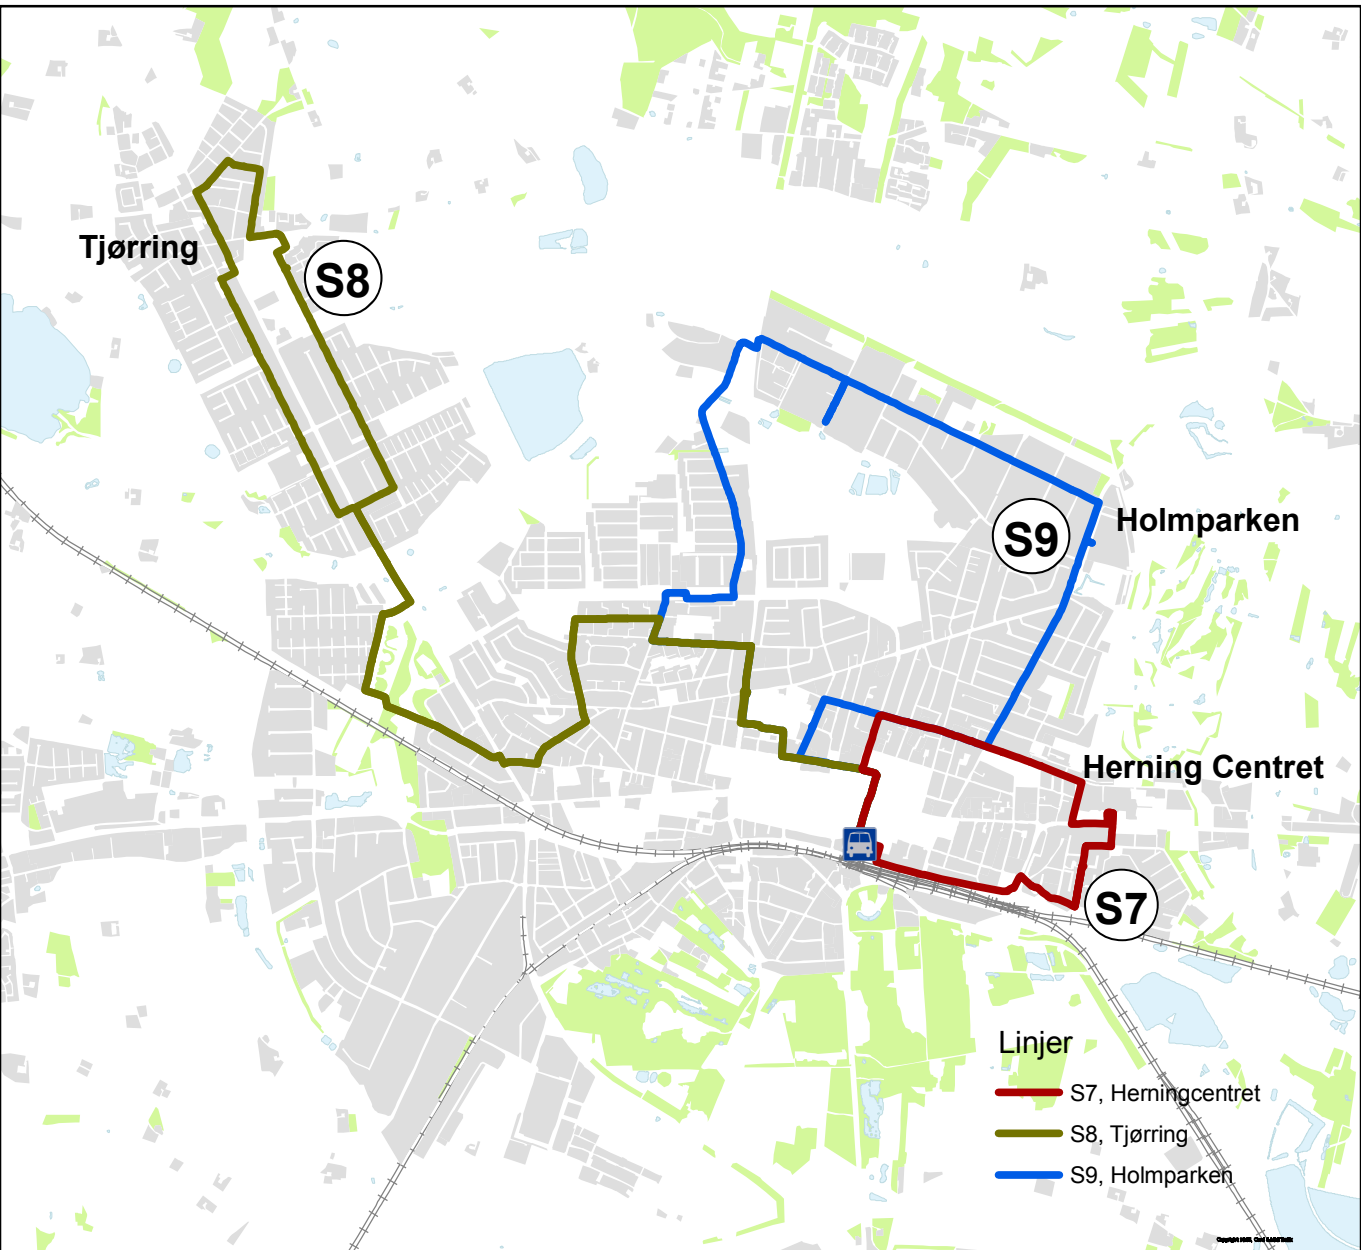 Tjørring
S8
S9
Holmparken
Herning Centret
S7
Linjer
S7, Herningcentret
S8, Tjørring
S9, Holmparken